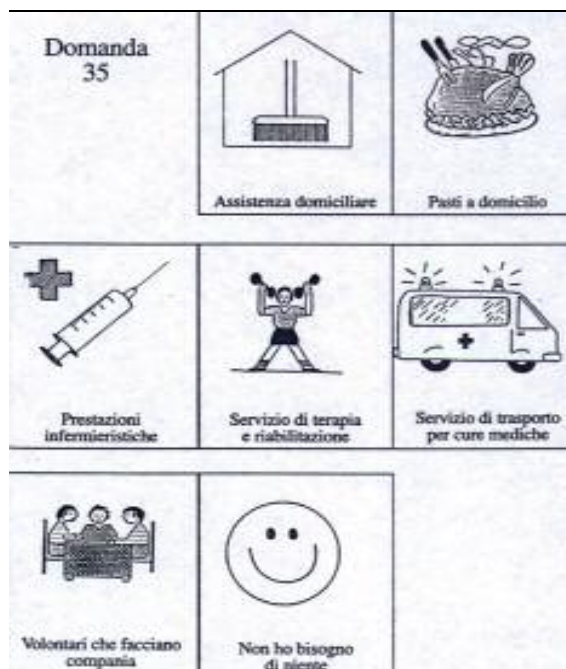 Domanda
35
Assistenza domiciliare
Pasti a domicilio
Prestazioni
infermieristiche
Servizio di terapia
e riabilitazione
Servizio di trasporto
per cure mediche
Volontari che facciano
compania
Non ho bisogno
di niente